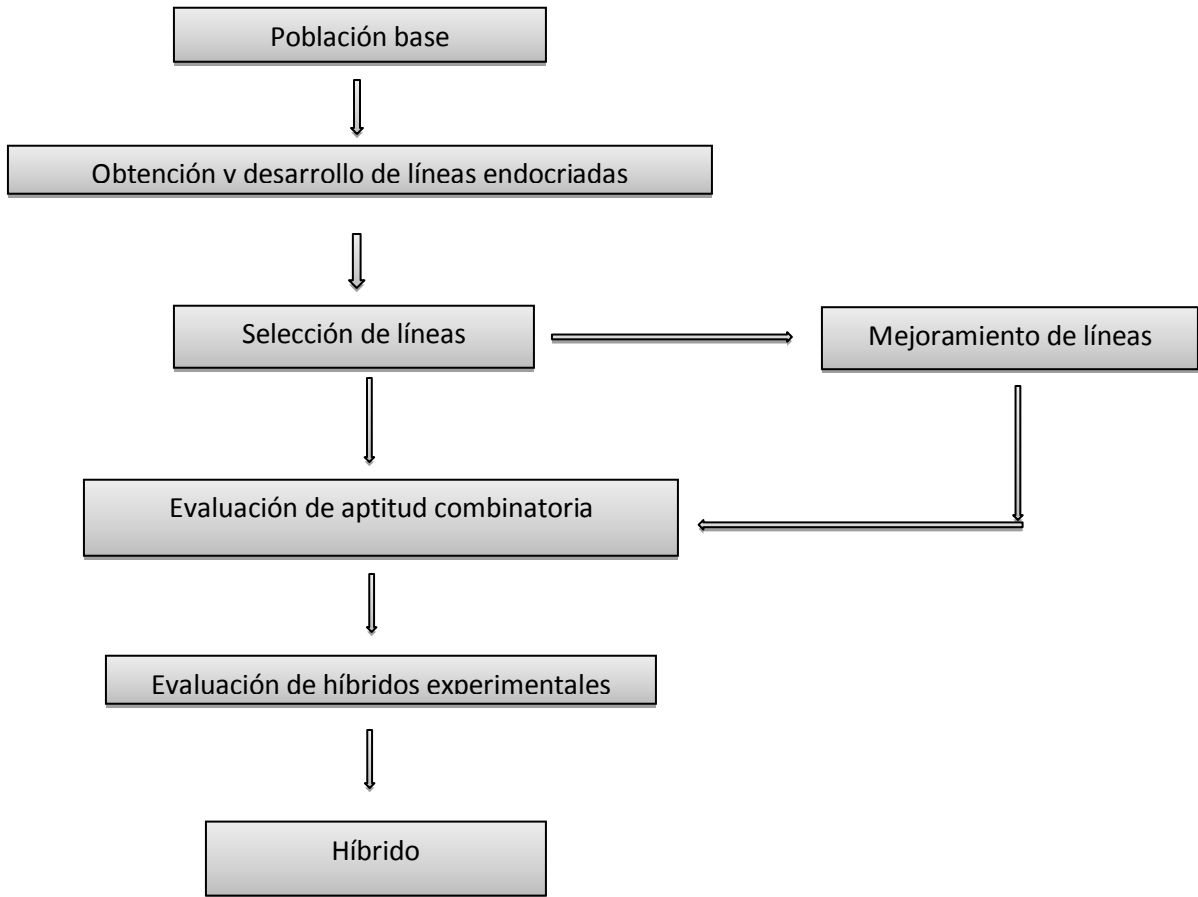 Población base
Obtención y desarrollo de líneas endocriadas
Selección de líneas
Mejoramiento de líneas
Evaluación de aptitud combinatoria
Evaluación de híbridos experimentales
Híbrido